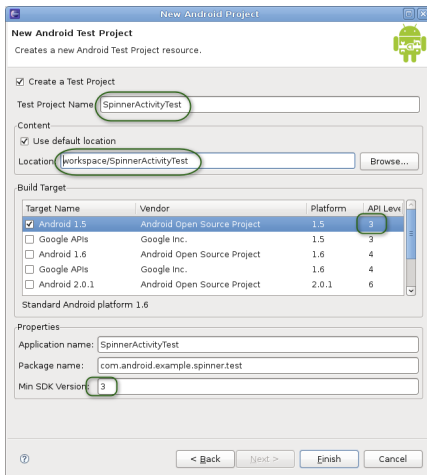 New Android Project
New Android Test Project
Creates a new Android Test Project resource.
Create a Test Project
Test Project Name: SpinnerActivityTest
Content
Use default location
Location: workspace/SpinnerActivityTest Browse...
Build Target
Target Name Vendor Platform API Leve
Android 1.5 Android Open Source Project 1.5 3
Google APIs Google Inc. 1.5 3
Android 1.6 Android Open Source Project 1.6 4
Google APIs Google Inc. 1.6 4
Android 2.0.1 Android Open Source Project 2.0.1 6
Standard Android platform 1.6
Properties
Application name: SpinnerActivityTest
Package name: com.android.example.spinner.test
Min SDK Version: 3
? < Back Next > Finish Cancel